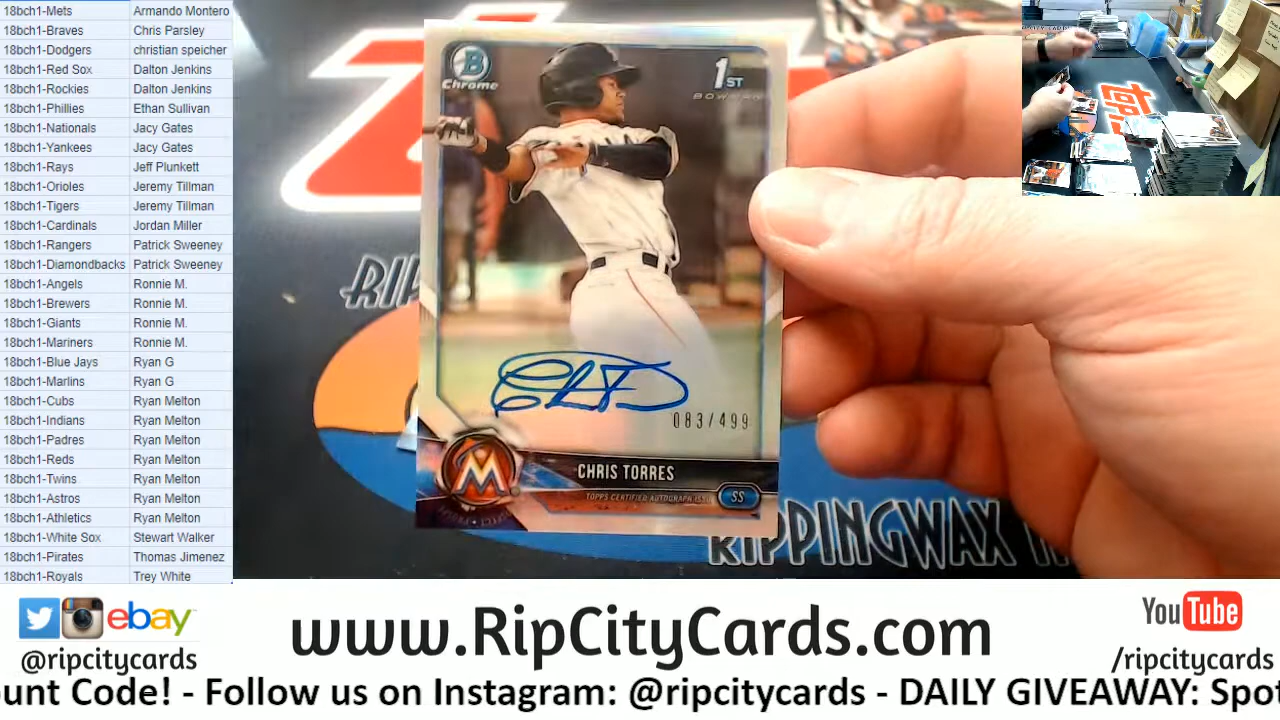 18bch1-Mets Armando Montero
18bch1-Braves Chris Parsley
18bch1-Dodgers christian speicher
18bch1-Red Sox Dalton Jenkins
18bch1-Rockies Dalton Jenkins
18bch1-Phillies Ethan Sullivan
18bch1-Nationals Jacy Gates
18bch1-Yankees Jacy Gates
18bch1-Rays Jeff Plunkett
18bch1-Orioles Jeremy Tillman
18bch1-Tigers Jeremy Tillman
18bch1-Cardinals Jordan Miller
18bch1-Rangers Patrick Sweeney
18bch1-Diamondbacks Patrick Sweeney
18bch1-Angels Ronnie M.
18bch1-Brewers Ronnie M.
18bch1-Giants Ronnie M.
18bch1-Mariners Ronnie M.
18bch1-Blue Jays Ryan G
18bch1-Marlins Ryan G
18bch1-Cubs Ryan Melton
18bch1-Indians Ryan Melton
18bch1-Padres Ryan Melton
18bch1-Reds Ryan Melton
18bch1-Twins Ryan Melton
18bch1-Astros Ryan Melton
18bch1-Athletics Ryan Melton
18bch1-White Sox Stewart Walker
18bch1-Pirates Thomas Jimenez
18bch1-Royals Trey White
B
Chrome
1ST
BOWMAN
083/499
M
CHRIS TORRES
TOPPS CERTIFIED AUTOGRAPH ISSUE
SS
RIP
RIPPINGWAX
ebay
@ripcitycards
www.RipCityCards.com
YouTube
/ripcitycards
ount Code! - Follow us on Instagram: @ripcitycards - DAILY GIVEAWAY: Spot